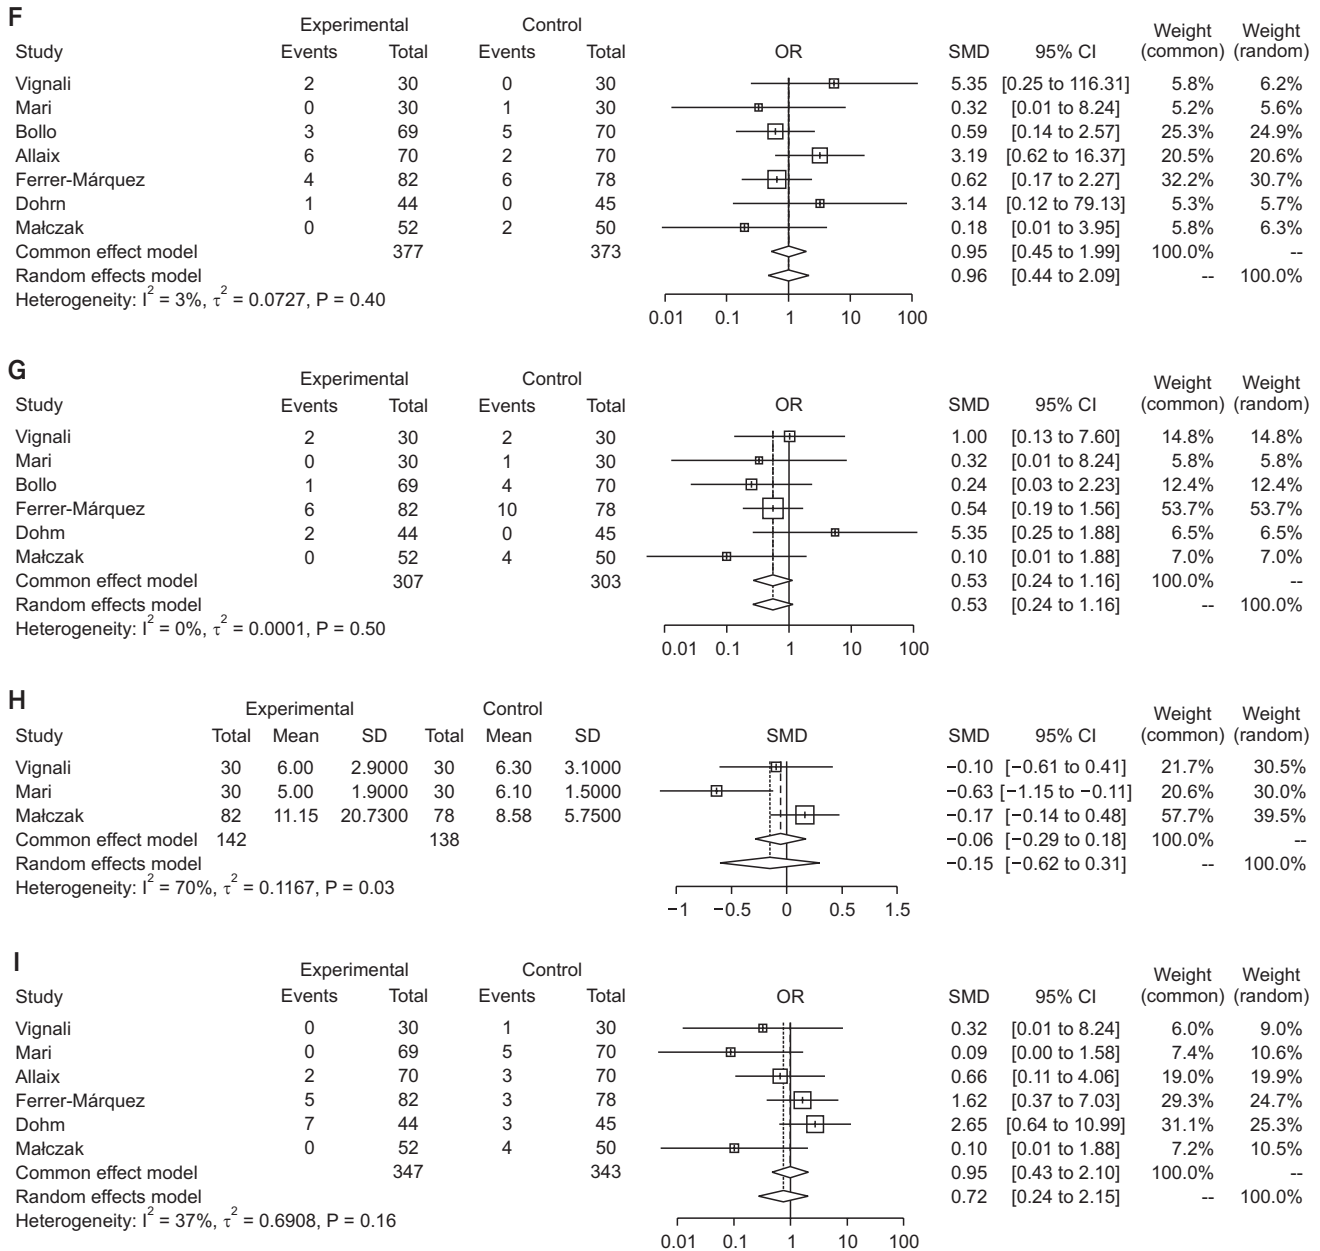 F
Experimental Control Weight Weight
Study Events Total Events Total OR SMD 95% CI (common) (random)
Vignali 2 30 0 30 5.35 [0.25 to 116.31] 5.8% 6.2%
Mari 0 30 1 30 0.32 [0.01 to 8.24] 5.2% 5.6%
Bollo 3 69 5 70 0.59 [0.14 to 2.57] 25.3% 24.9%
Allaix 6 70 2 70 3.19 [0.62 to 16.37] 20.5% 20.6%
Ferrer-Márquez 4 82 6 78 0.62 [0.17 to 2.27] 32.2% 30.7%
Dohrn 1 44 0 45 3.14 [0.12 to 79.13] 5.3% 5.7%
Małczak 0 52 2 50 0.18 [0.01 to 3.95] 5.8% 6.3%
Common effect model 377 373 0.95 [0.45 to 1.99] 100.0% --
Random effects model 0.96 [0.44 to 2.09] -- 100.0%
Heterogeneity: I² = 3%, τ² = 0.0727, P = 0.40
0.01 0.1 1 10 100
G
Experimental Control Weight Weight
Study Events Total Events Total OR SMD 95% CI (common) (random)
Vignali 2 30 2 30 1.00 [0.13 to 7.60] 14.8% 14.8%
Mari 0 30 1 30 0.32 [0.01 to 8.24] 5.8% 5.8%
Bollo 1 69 4 70 0.24 [0.03 to 2.23] 12.4% 12.4%
Ferrer-Márquez 6 82 10 78 0.54 [0.19 to 1.56] 53.7% 53.7%
Dohm 2 44 0 45 5.35 [0.25 to 1.88] 6.5% 6.5%
Małczak 0 52 4 50 0.10 [0.01 to 1.88] 7.0% 7.0%
Common effect model 307 303 0.53 [0.24 to 1.16] 100.0% --
Random effects model 0.53 [0.24 to 1.16] -- 100.0%
Heterogeneity: I² = 0%, τ² = 0.0001, P = 0.50
0.01 0.1 1 10 100
H
Experimental Control Weight Weight
Study Total Mean SD Total Mean SD SMD SMD 95% CI (common) (random)
Vignali 30 6.00 2.9000 30 6.30 3.1000 −0.10 [−0.61 to 0.41] 21.7% 30.5%
Mari 30 5.00 1.9000 30 6.10 1.5000 −0.63 [−1.15 to −0.11] 20.6% 30.0%
Małczak 82 11.15 20.7300 78 8.58 5.7500 −0.17 [−0.14 to 0.48] 57.7% 39.5%
Common effect model 142 138 −0.06 [−0.29 to 0.18] 100.0% --
Random effects model −0.15 [−0.62 to 0.31] -- 100.0%
Heterogeneity: I² = 70%, τ² = 0.1167, P = 0.03
−1 −0.5 0 0.5 1.5
I
Experimental Control Weight Weight
Study Events Total Events Total OR SMD 95% CI (common) (random)
Vignali 0 30 1 30 0.32 [0.01 to 8.24] 6.0% 9.0%
Mari 0 69 5 70 0.09 [0.00 to 1.58] 7.4% 10.6%
Allaix 2 70 3 70 0.66 [0.11 to 4.06] 19.0% 19.9%
Ferrer-Márquez 5 82 3 78 1.62 [0.37 to 7.03] 29.3% 24.7%
Dohm 7 44 3 45 2.65 [0.64 to 10.99] 31.1% 25.3%
Małczak 0 52 4 50 0.10 [0.01 to 1.88] 7.2% 10.5%
Common effect model 347 343 0.95 [0.43 to 2.10] 100.0% --
Random effects model 0.72 [0.24 to 2.15] -- 100.0%
Heterogeneity: I² = 37%, τ² = 0.6908, P = 0.16
0.01 0.1 1 10 100